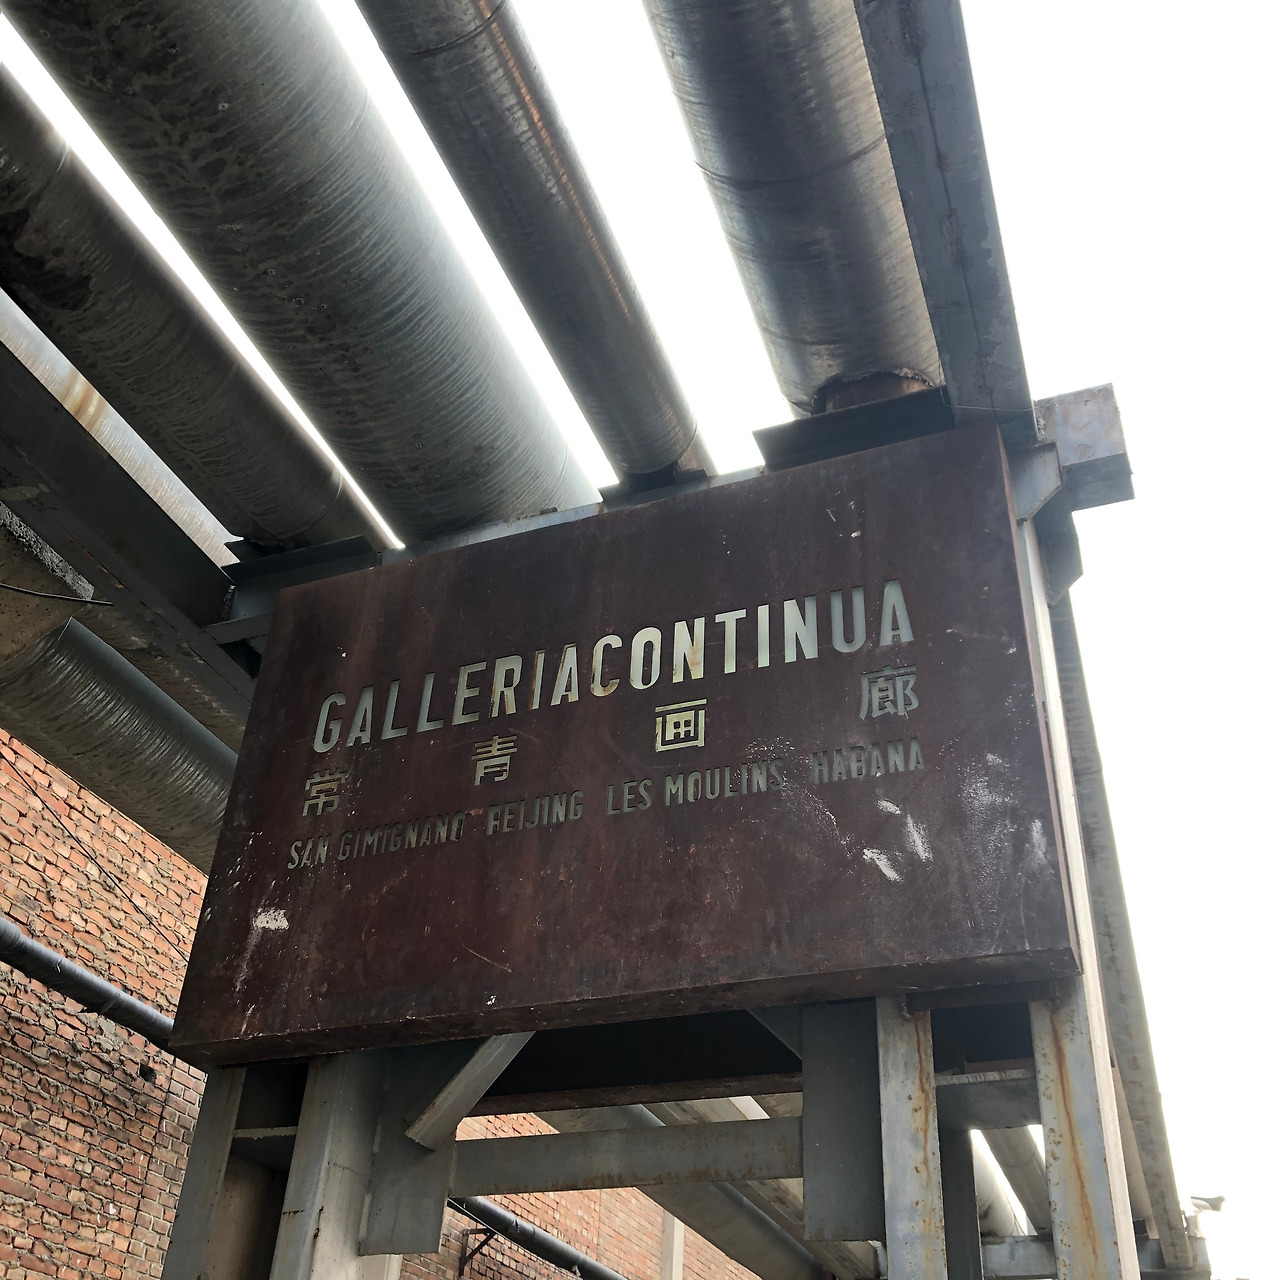 GALLERIACONTINUA
常青画廊
SAN GIMIGNANO BEIJING LES MOULINS HABANA